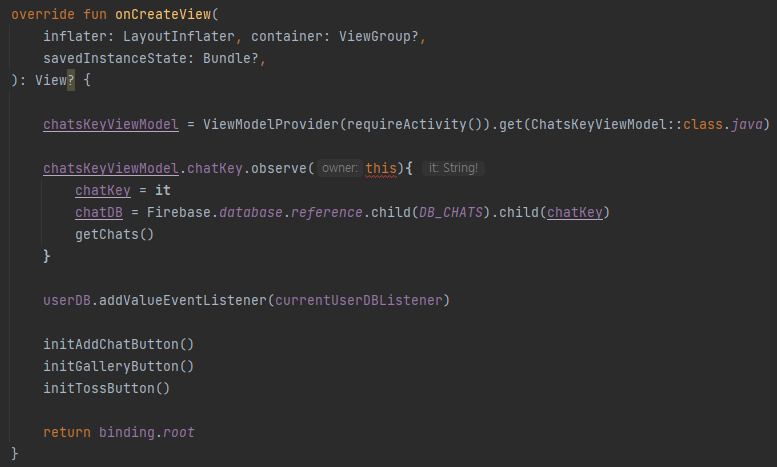 override fun onCreateView(
inflater: LayoutInflater, container: ViewGroup?,
savedInstanceState: Bundle?,
): View? {
chatsKeyViewModel = ViewModelProvider(requireActivity()).get(ChatsKeyViewModel::class.java)
chatsKeyViewModel.chatKey.observe( owner: this){ it: String!
chatKey = it
chatDB = Firebase.database.reference.child(DB_CHATS).child(chatKey)
getChats()
}
userDB.addValueEventListener(currentUserDBListener)
initAddChatButton()
initGalleryButton()
initTossButton()
return binding.root
}